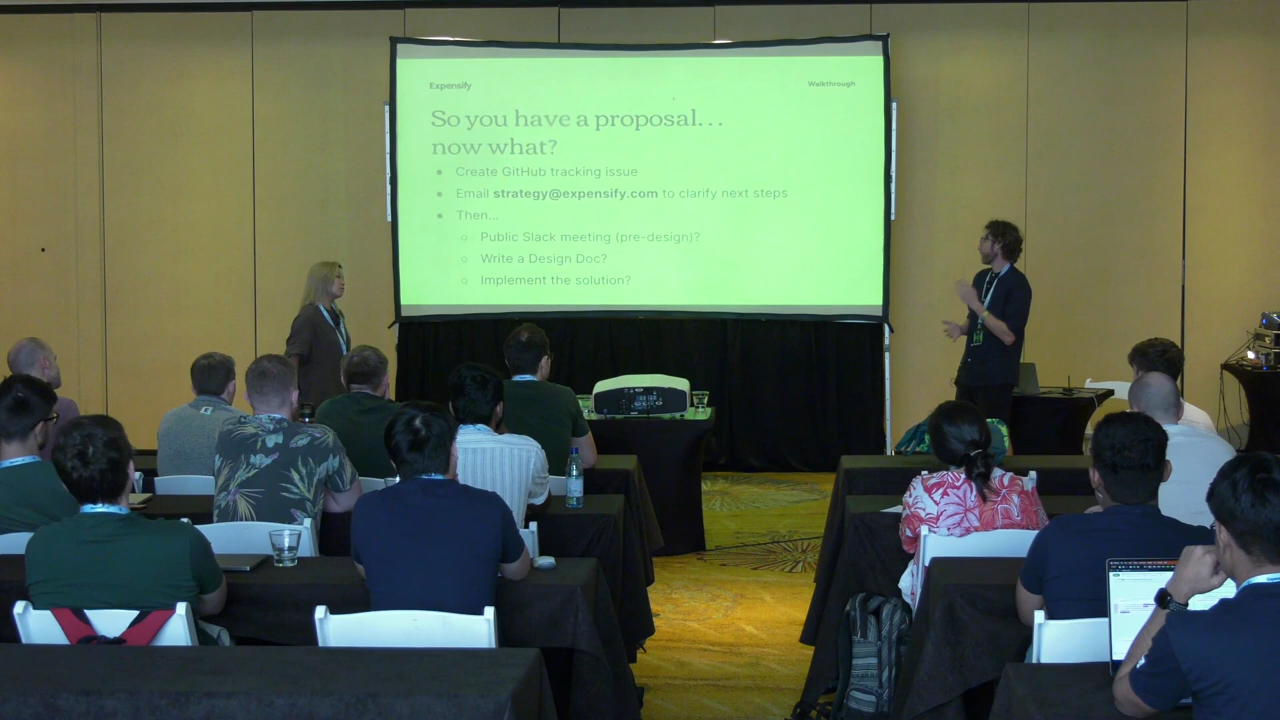 Expensify
Walkthrough
So you have a proposal...
now what?
Create GitHub tracking issue
Email strategy@expensify.com to clarify next steps
Then...
Public Slack meeting (pre-design)?
Write a Design Doc?
Implement the solution?